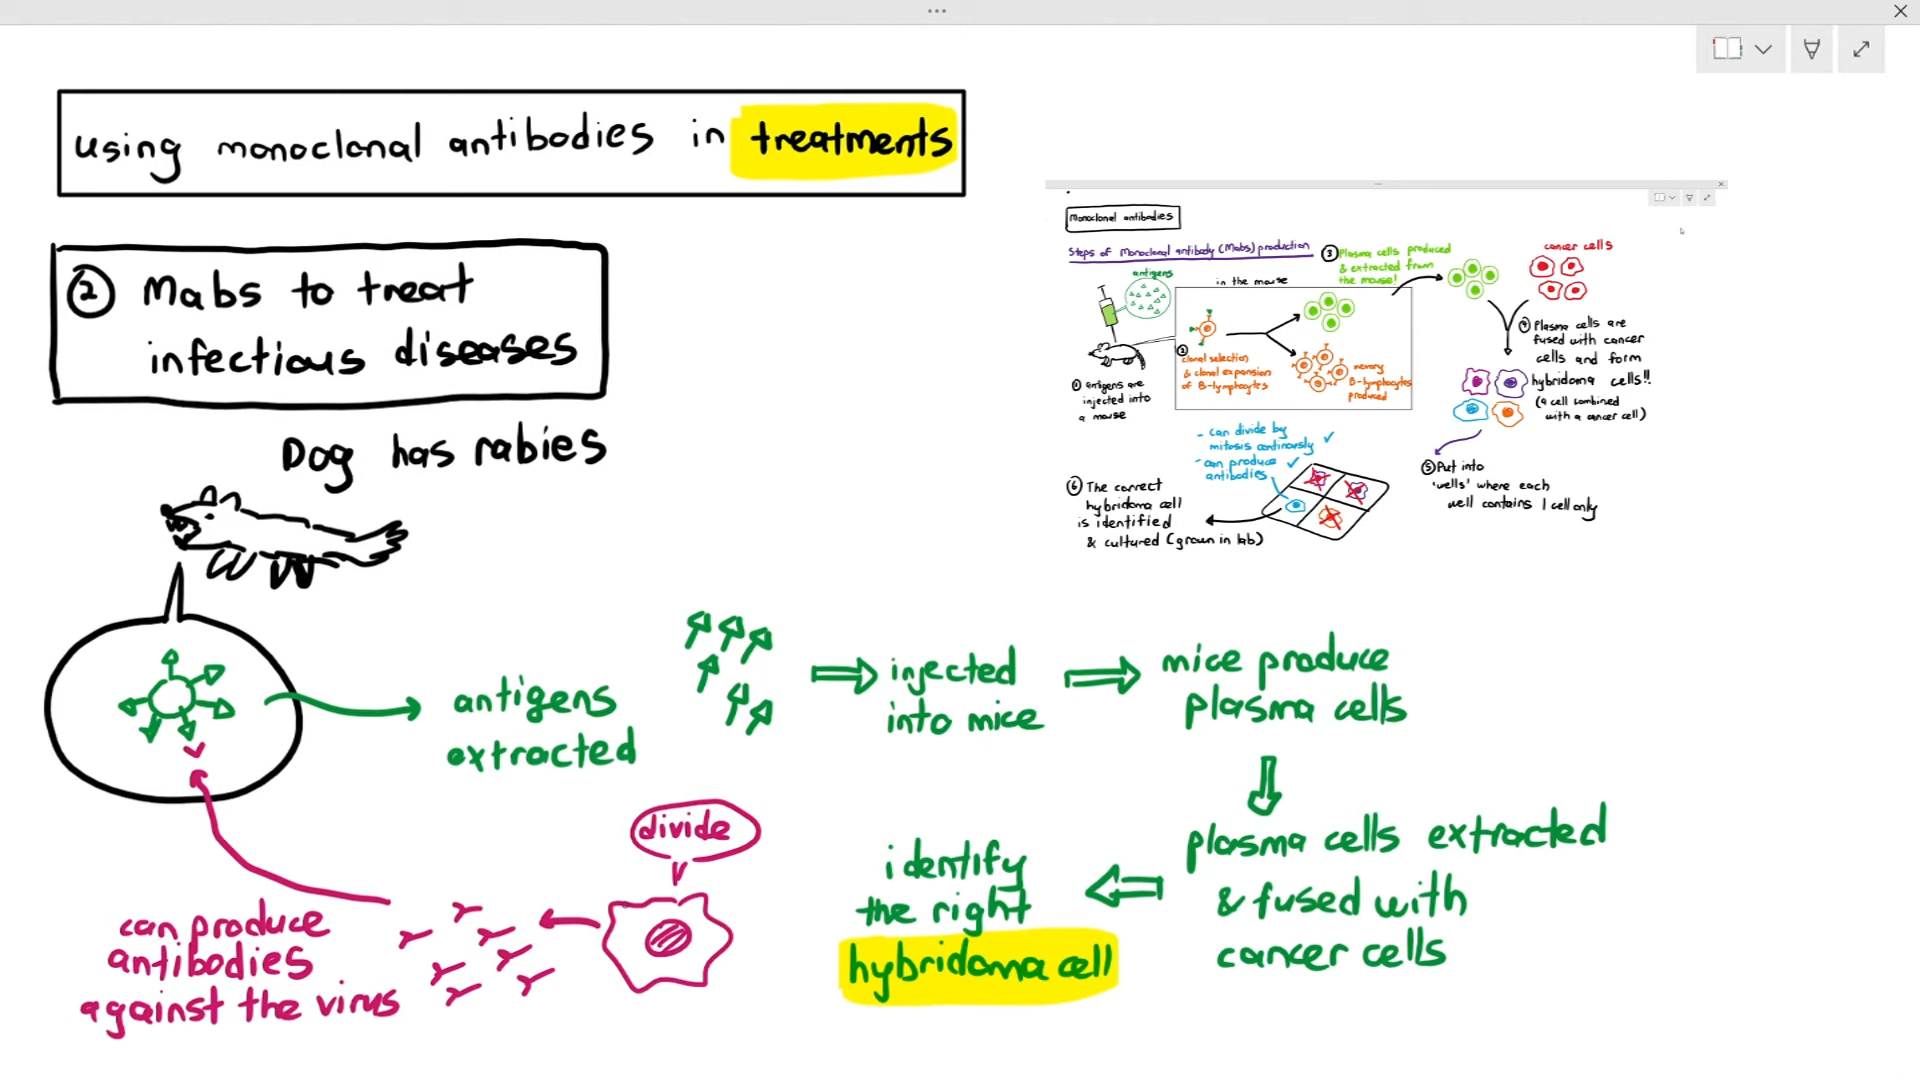 using monoclonal antibodies in treatments
② Mabs to treat
infectious diseases
Dog has rabies
antigens
extracted
injected
into mice
mice produce
plasma cells
plasma cells extracted
& fused with
cancer cells
identify
the right
hybridoma cell
divide
can produce
antibodies
against the virus
Monoclonal antibodies
Steps of Monoclonal antibody (Mabs) production
antigens
① antigens are
injected into
a mouse
in the mouse
② clonal selection
& clonal expansion
of B-lymphocytes
memory
B-lymphocytes
produced
③ Plasma cells produced
& extracted from
the mouse!
cancer cells
④ Plasma cells are
fused with cancer
cells and form
hybridoma cells!!
(a cell combined
with a cancer cell)
⑤ Put into
'wells' where each
well contains 1 cell only
- can divide by
mitosis continously ✓
- can produce ✓
antibodies
⑥ The correct
hybridoma cell
is identified
& cultured (grown in lab)